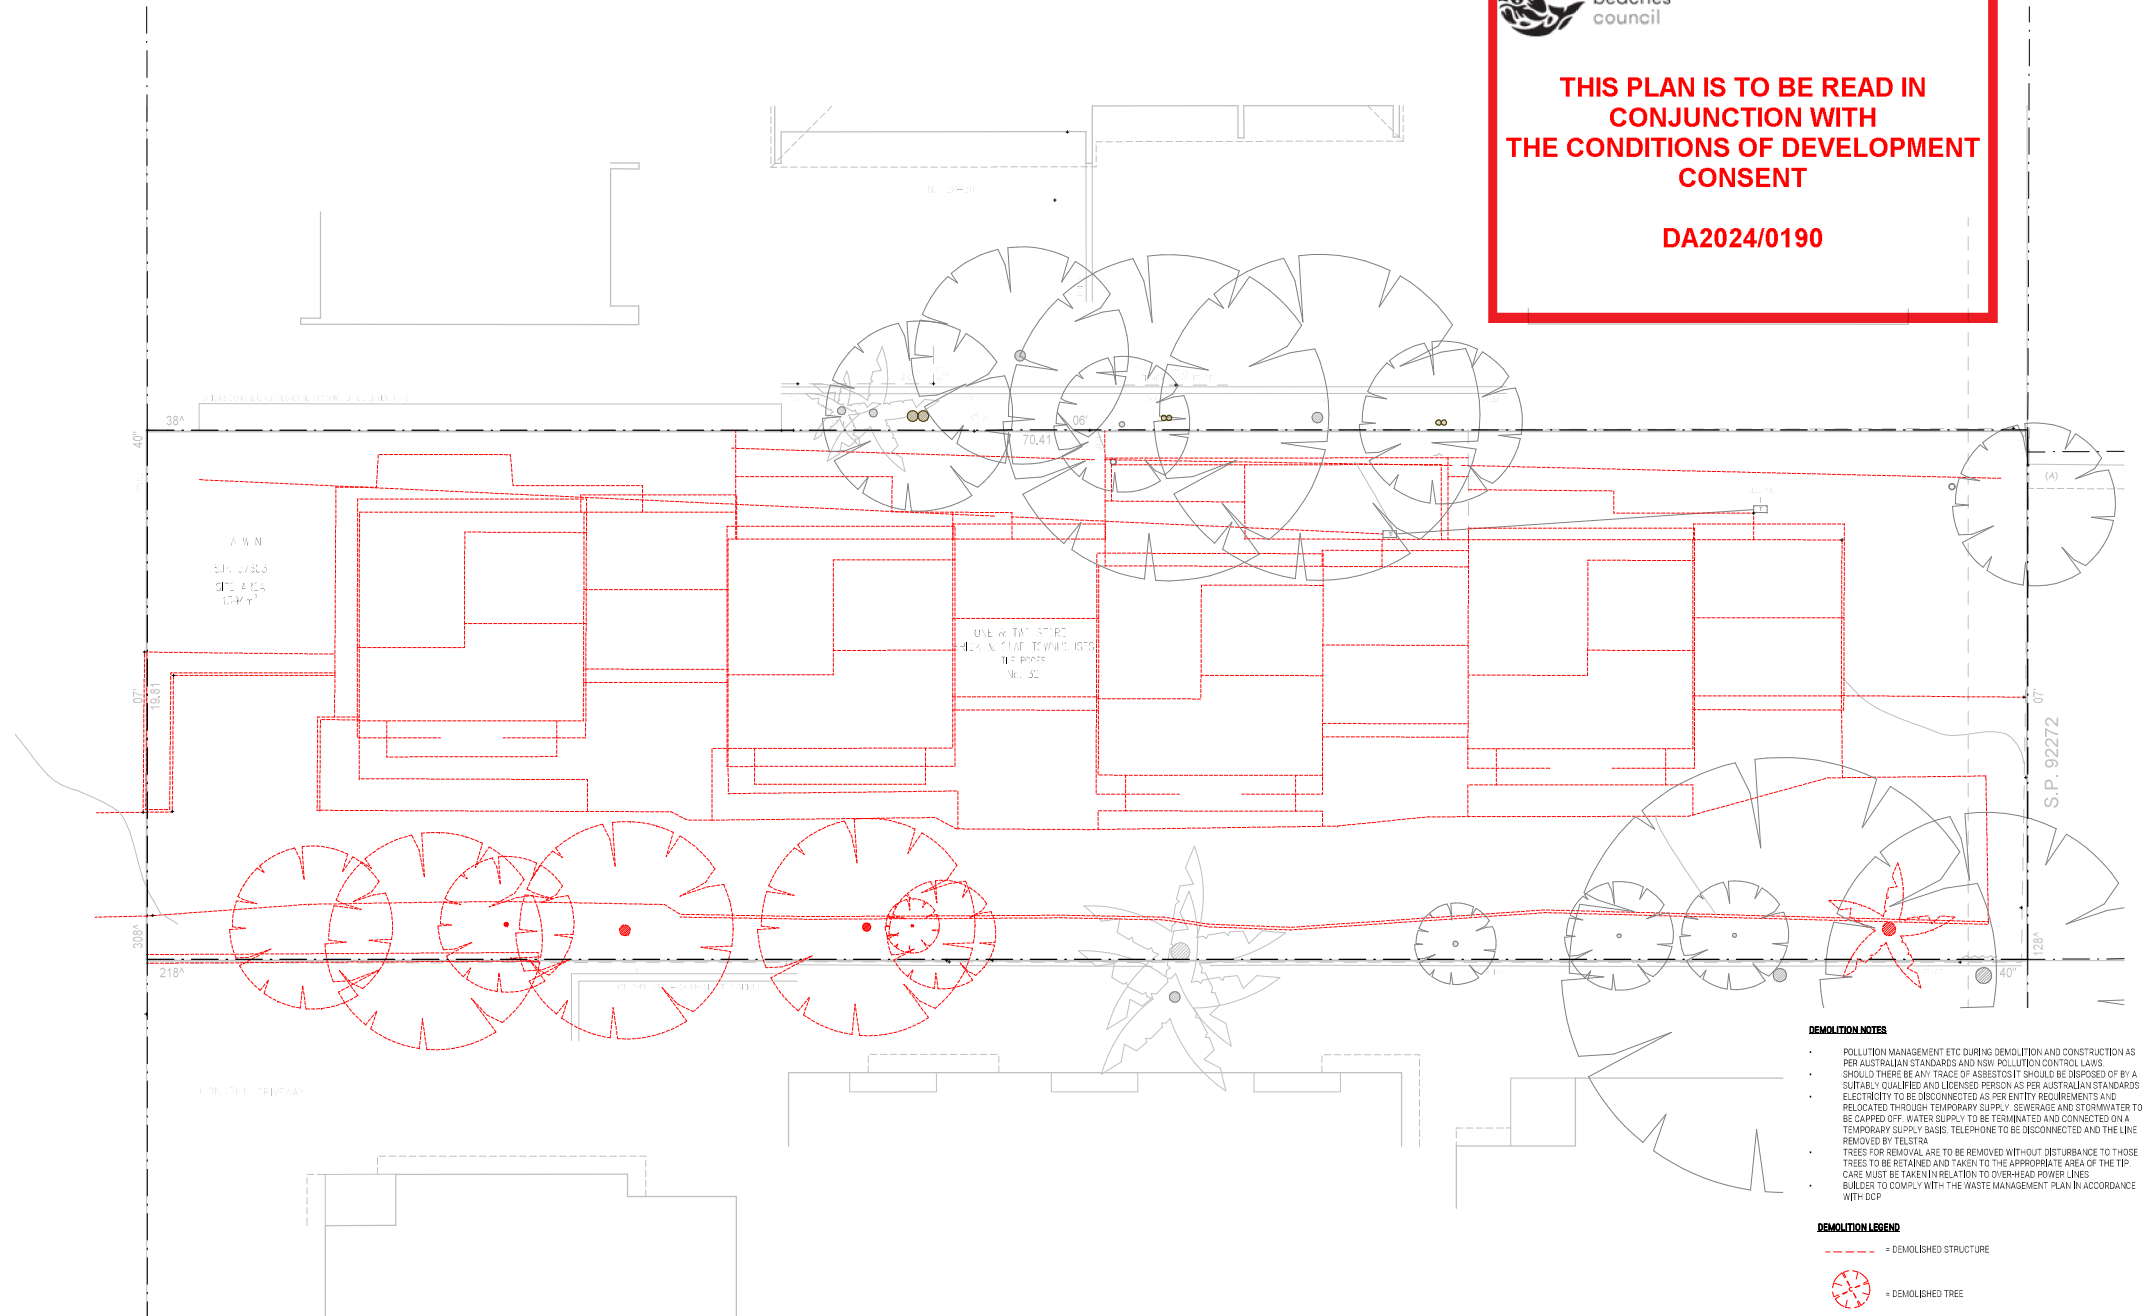 beaches
council
THIS PLAN IS TO BE READ IN
CONJUNCTION WITH
THE CONDITIONS OF DEVELOPMENT
CONSENT
DA2024/0190
38^
40"
70.41
06'
(A)
SITE AREA
No. 32
07'
19.81
07'
S.P. 92272
308^
218^
128^
40"
DEMOLITION NOTES
• POLLUTION MANAGEMENT ETC DURING DEMOLITION AND CONSTRUCTION AS
PER AUSTRALIAN STANDARDS AND NSW POLLUTION CONTROL LAWS
• SHOULD THERE BE ANY TRACE OF ASBESTOS IT SHOULD BE DISPOSED OF BY A
SUITABLY QUALIFIED AND LICENSED PERSON AS PER AUSTRALIAN STANDARDS
• ELECTRICITY TO BE DISCONNECTED AS PER ENTITY REQUIREMENTS AND
RELOCATED THROUGH TEMPORARY SUPPLY. SEWERAGE AND STORMWATER TO
BE CAPPED OFF. WATER SUPPLY TO BE TERMINATED AND CONNECTED ON A
TEMPORARY SUPPLY BASIS. TELEPHONE TO BE DISCONNECTED AND THE LINE
REMOVED BY TELSTRA
• TREES FOR REMOVAL ARE TO BE REMOVED WITHOUT DISTURBANCE TO THOSE
TREES TO BE RETAINED AND TAKEN TO THE APPROPRIATE AREA OF THE TIP.
CARE MUST BE TAKEN IN RELATION TO OVER-HEAD POWER LINES
• BUILDER TO COMPLY WITH THE WASTE MANAGEMENT PLAN IN ACCORDANCE
WITH DCP
DEMOLITION LEGEND
= DEMOLISHED STRUCTURE
= DEMOLISHED TREE